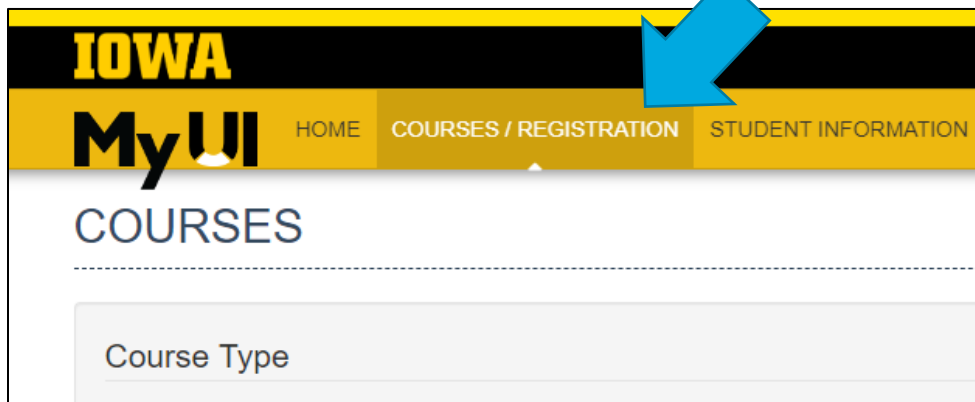 IOWA
MyUI HOME COURSES / REGISTRATION STUDENT INFORMATION
COURSES
Course Type